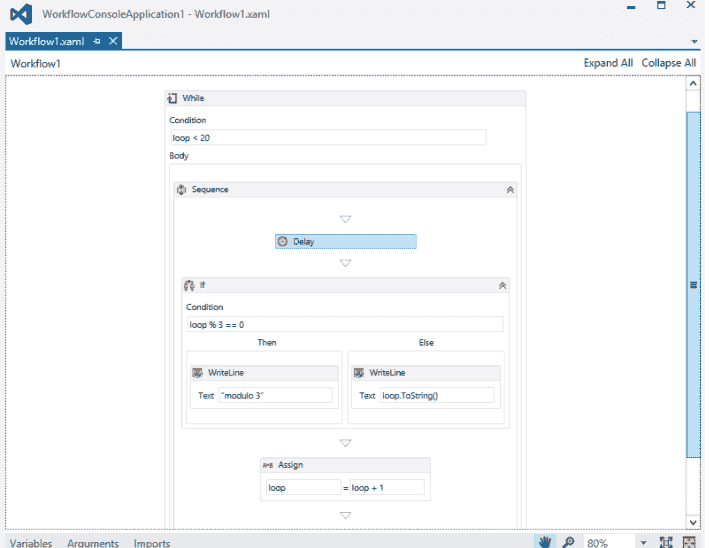 WorkflowConsoleApplication1 - Workflow1.xaml
Workflow1.xaml
Workflow1 Expand All Collapse All
While
Condition
loop < 20
Body
Sequence
Delay
If
Condition
loop % 3 == 0
Then Else
WriteLine WriteLine
Text "modulo 3" Text loop.ToString()
A+B Assign
loop = loop + 1
Variables Arguments Imports 80%